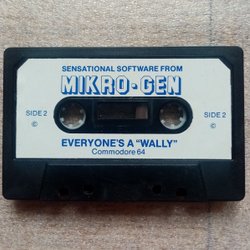 SENSATIONAL SOFTWARE FROM
MIKRO•GEN
SIDE 2 SIDE 2
© ©
EVERYONE'S A "WALLY"
Commodore 64